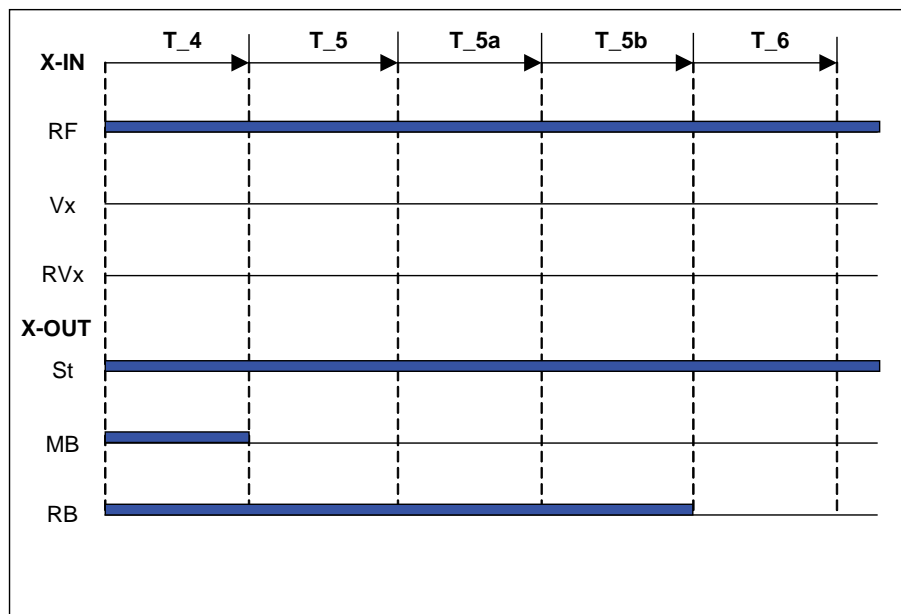 T_4 T_5 T_5a T_5b T_6
X-IN
RF
Vx
RVx
X-OUT
St
MB
RB